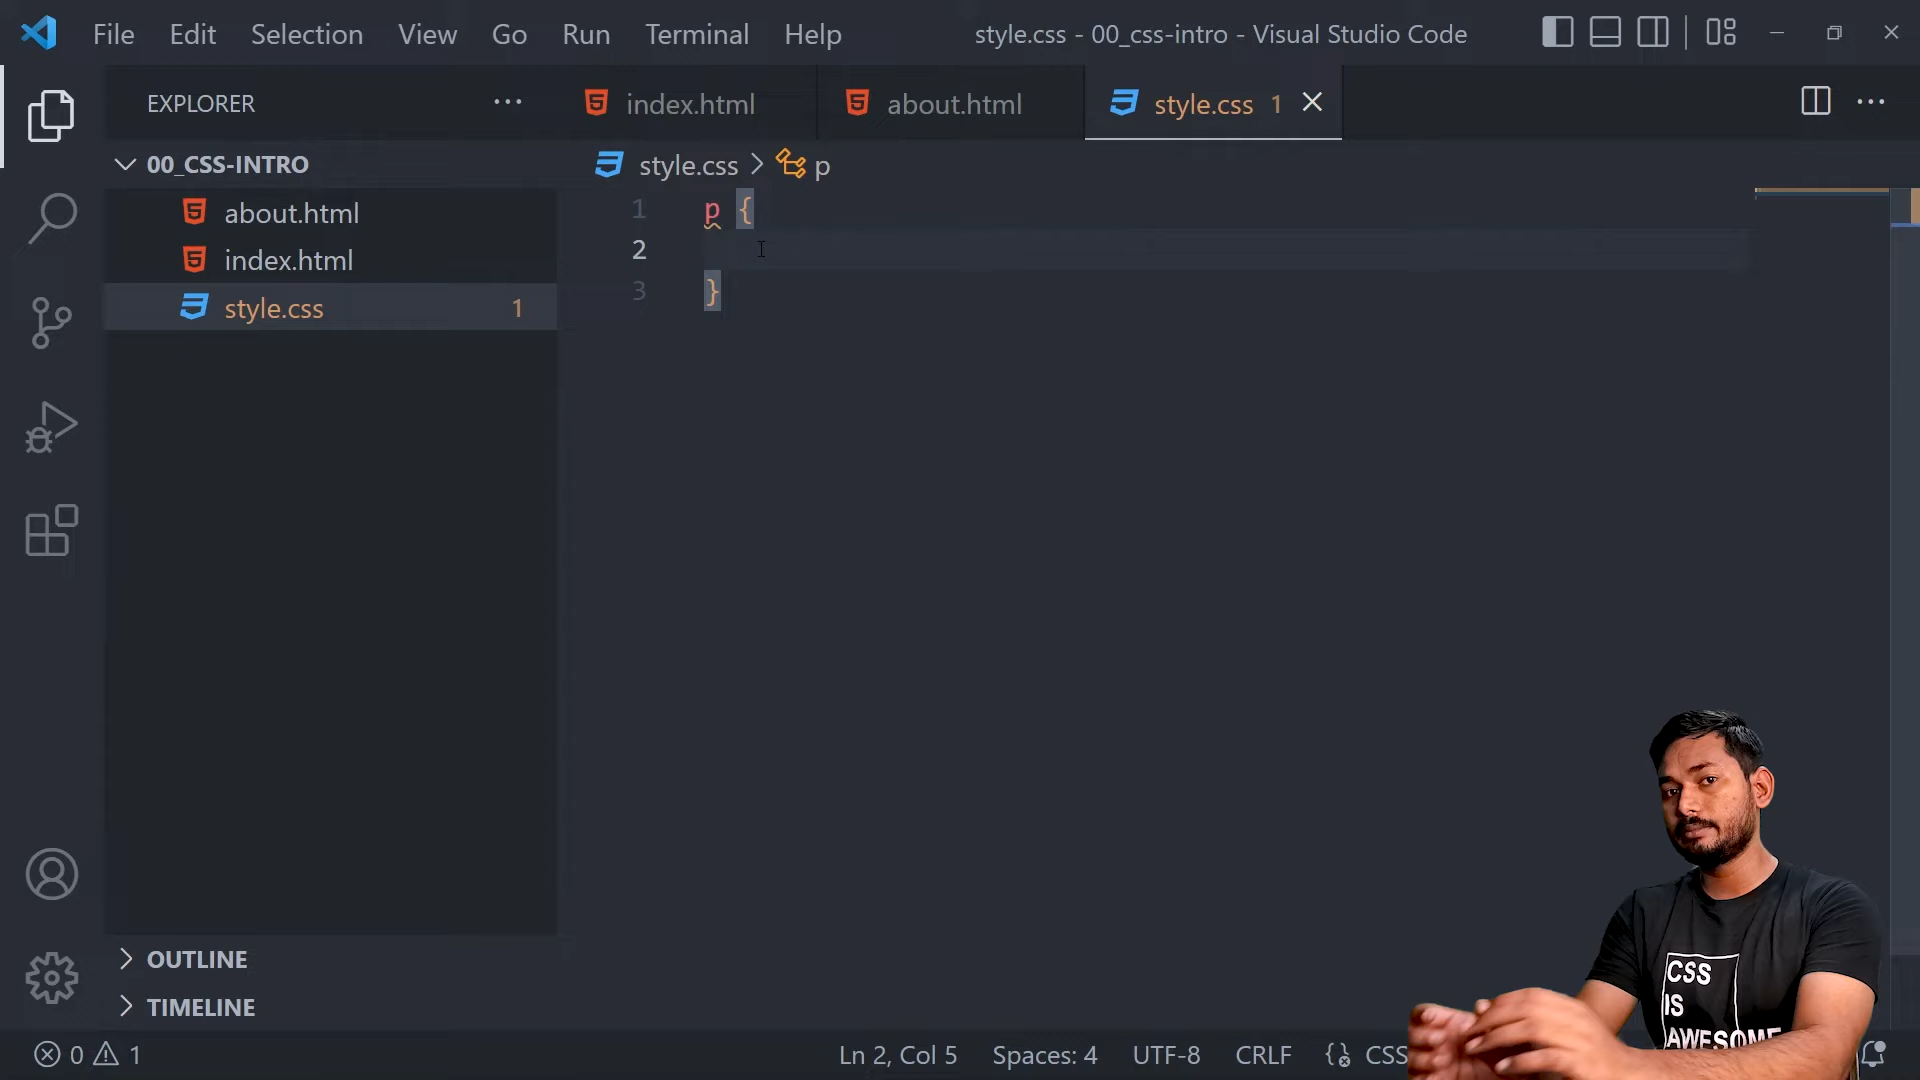 File Edit Selection View Go Run Terminal Help style.css - 00_css-intro - Visual Studio Code
EXPLORER
index.html about.html style.css 1
00_CSS-INTRO
style.css > p
about.html
index.html
style.css 1
1 p {
2
3 }
OUTLINE
TIMELINE
0 1 Ln 2, Col 5 Spaces: 4 UTF-8 CRLF CSS
CSS
IS
AWESOME